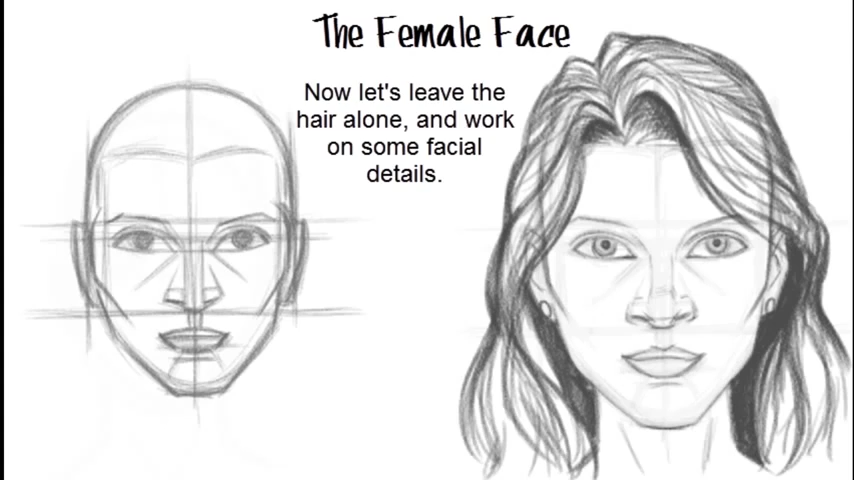 The Female Face
Now let's leave the
hair alone, and work
on some facial
details.